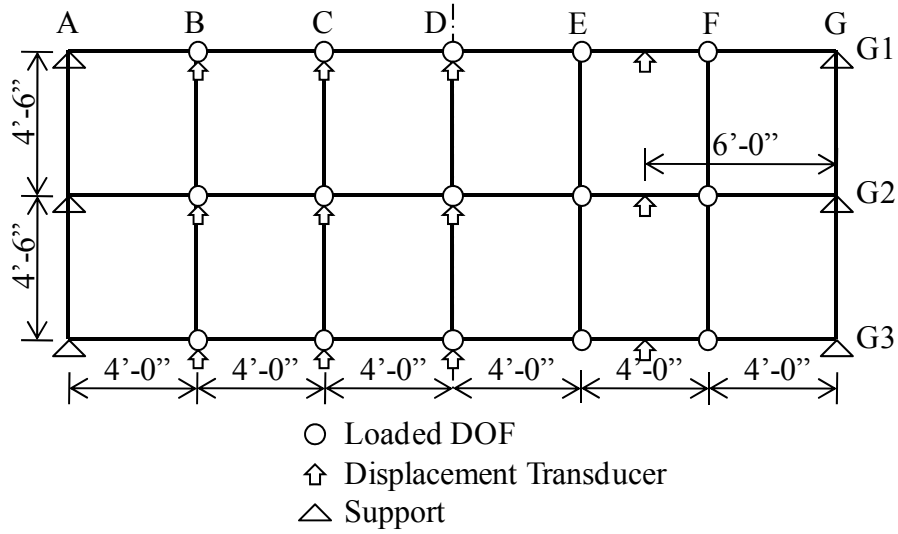 A B C D E F G
G1
4’-6”
6’-0”
G2
4’-6”
G3
4’-0” 4’-0” 4’-0” 4’-0” 4’-0” 4’-0”
Loaded DOF
Displacement Transducer
Support